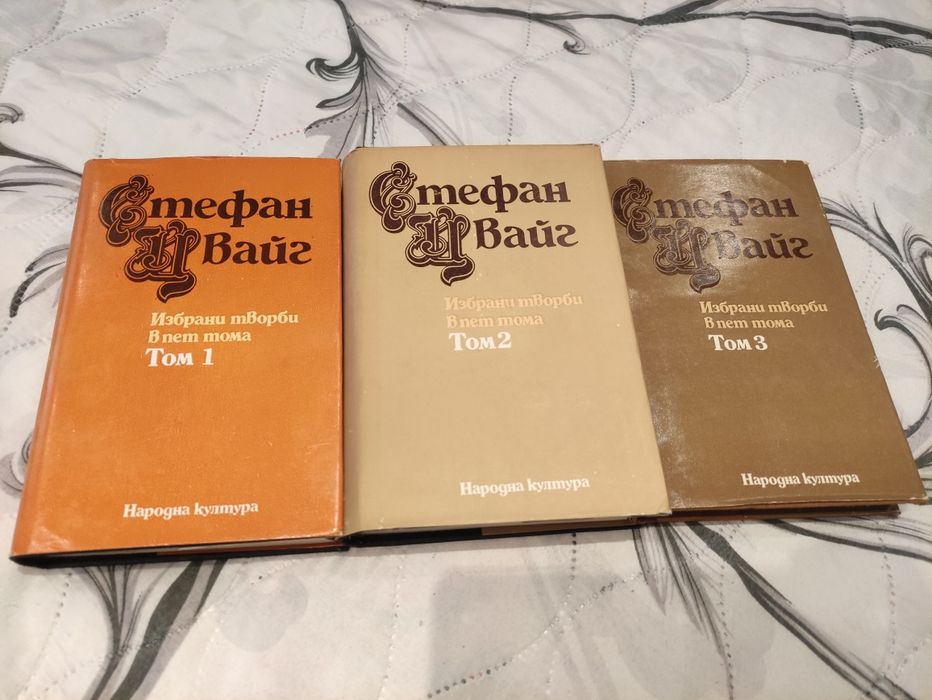 Стефан
Цвайг
Избрани творби
в пет тома
Том 1
Народна култура
Стефан
Цвайг
Избрани творби
в пет тома
Том 2
Народна култура
Стефан
Цвайг
Избрани творби
в пет тома
Том 3
Народна култура